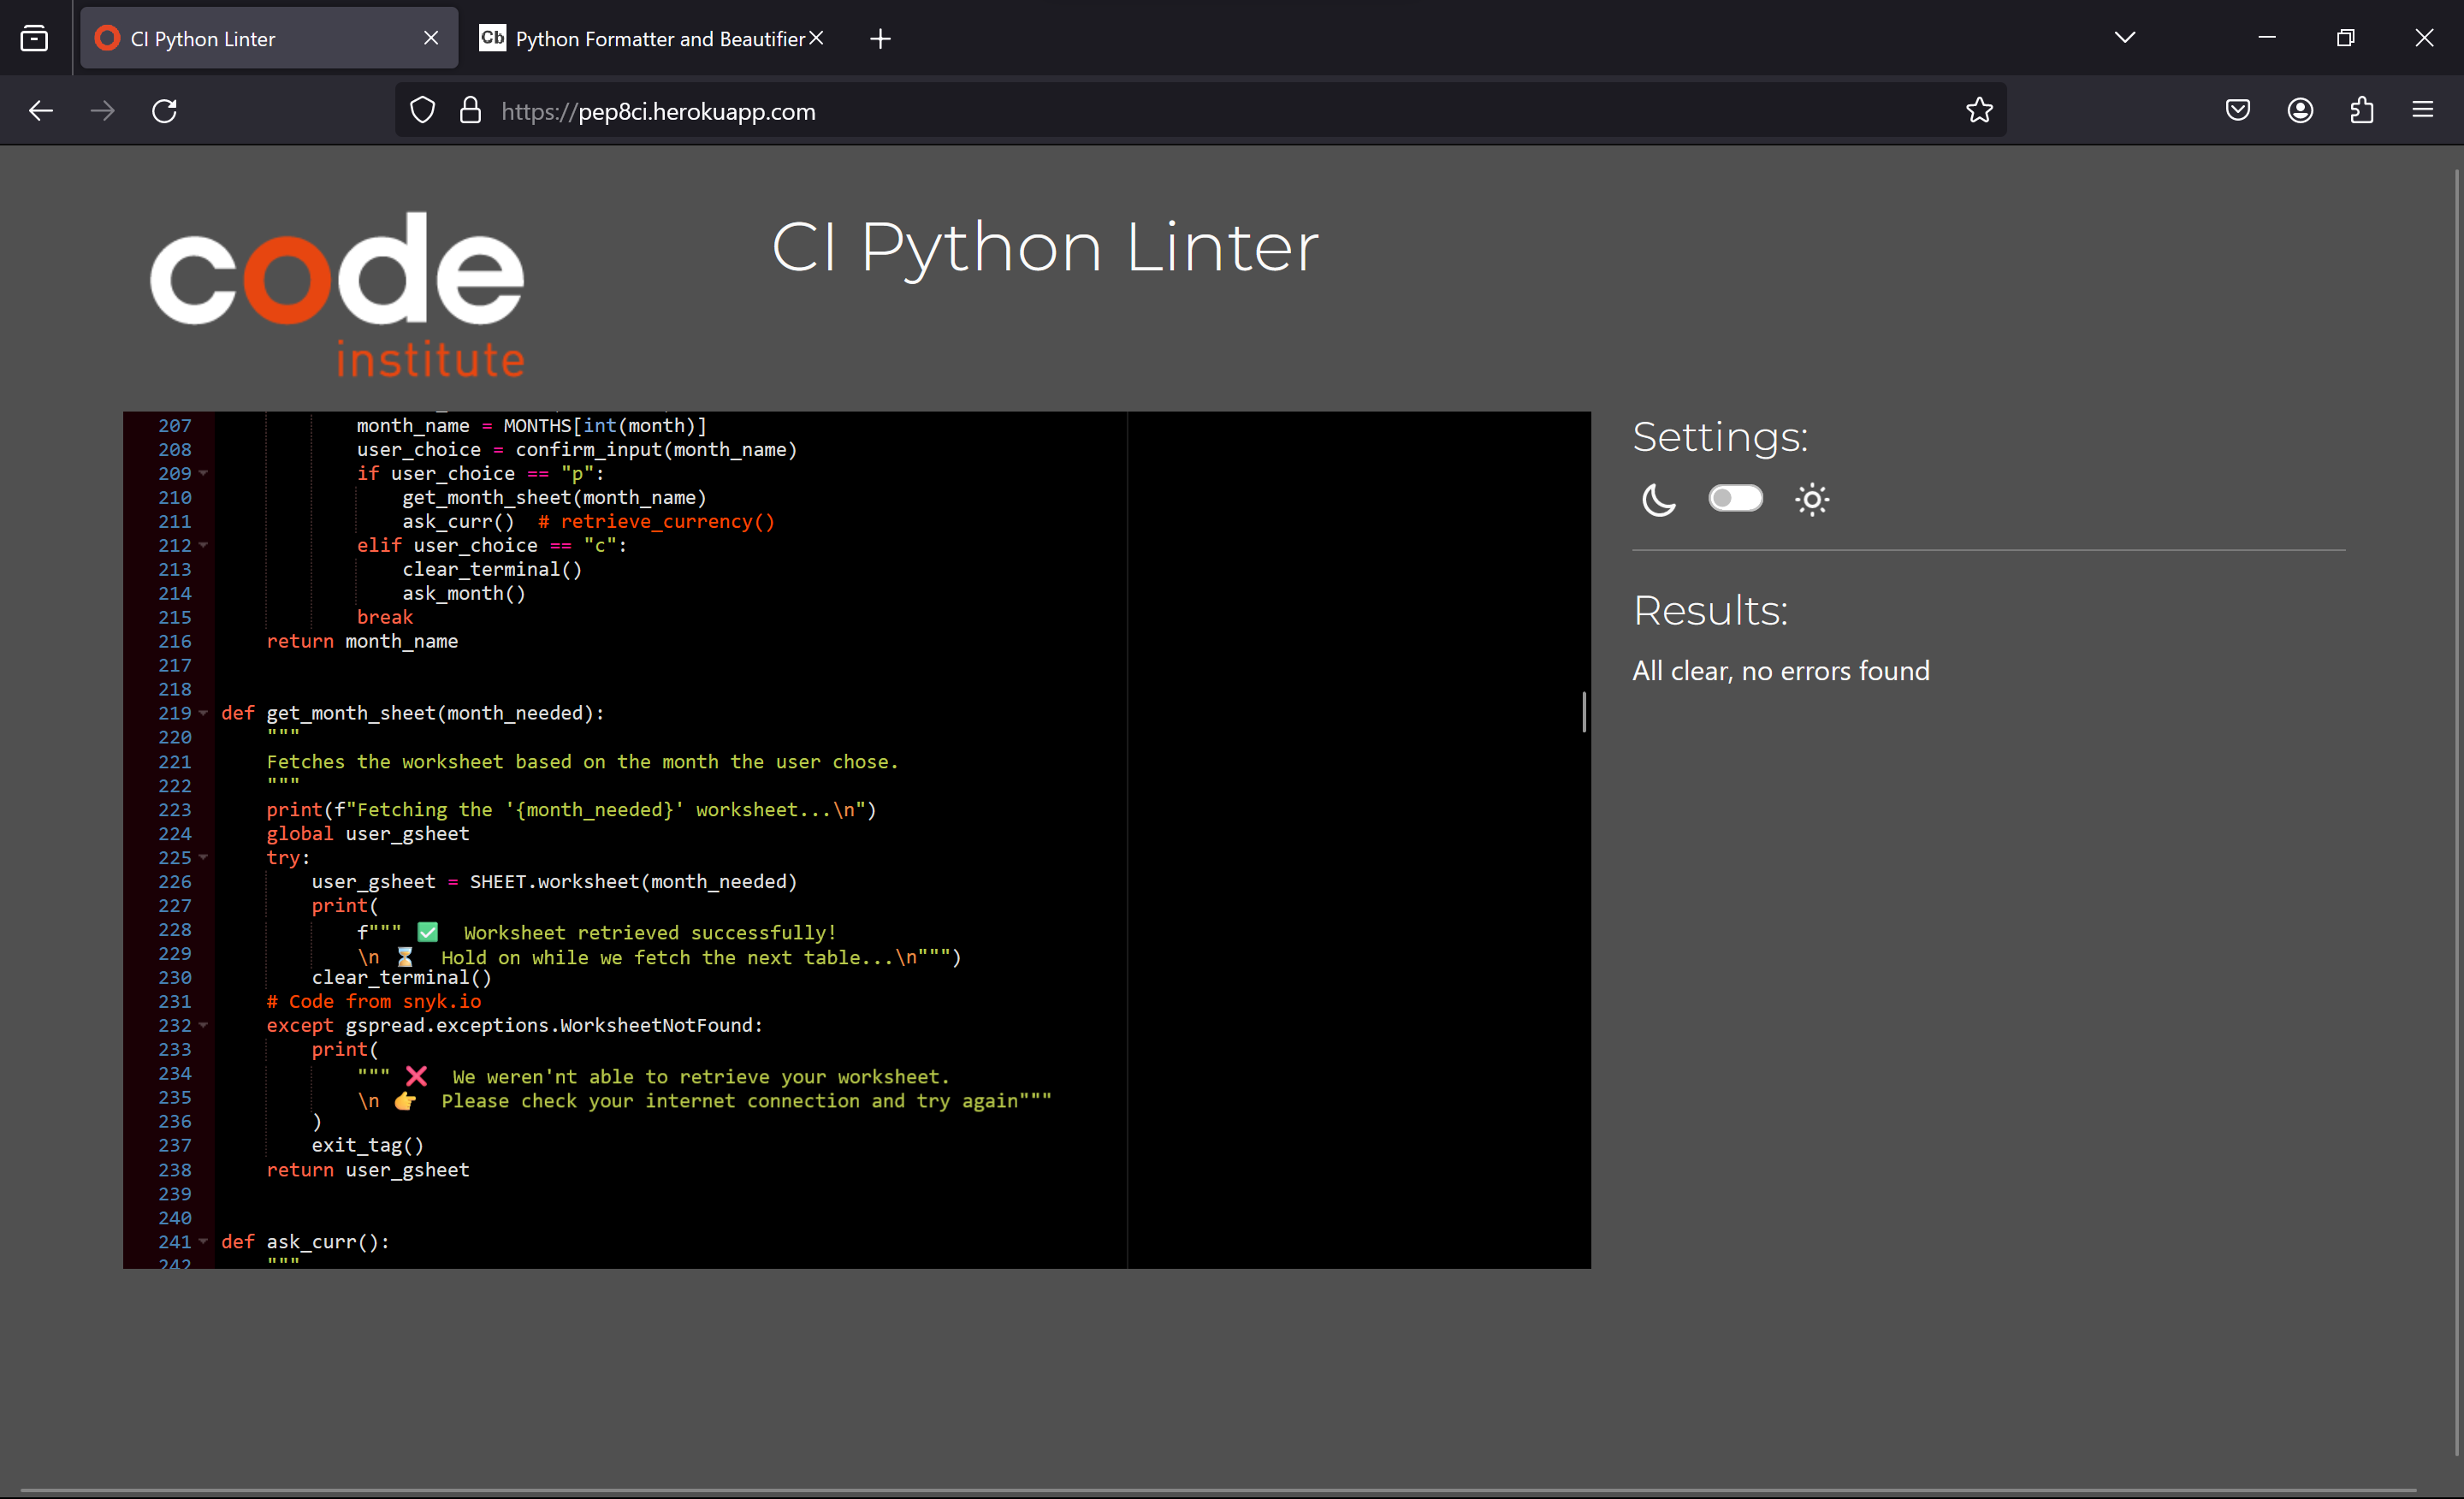 CI Python Linter
Cb Python Formatter and Beautifier
https://pep8ci.herokuapp.com
code
institute
CI Python Linter
207 month_name = MONTHS[int(month)]
208 user_choice = confirm_input(month_name)
209 if user_choice == "p":
210 get_month_sheet(month_name)
211 ask_curr()  # retrieve_currency()
212 elif user_choice == "c":
213 clear_terminal()
214 ask_month()
215 break
216 return month_name
217
218
219 def get_month_sheet(month_needed):
220 """
221 Fetches the worksheet based on the month the user chose.
222 """
223 print(f"Fetching the '{month_needed}' worksheet...\n")
224 global user_gsheet
225 try:
226 user_gsheet = SHEET.worksheet(month_needed)
227 print(
228 f""" ✅  Worksheet retrieved successfully!
229 \n ⏳  Hold on while we fetch the next table...\n""")
230 clear_terminal()
231 # Code from snyk.io
232 except gspread.exceptions.WorksheetNotFound:
233 print(
234 """ ❌  We weren'nt able to retrieve your worksheet.
235 \n 👉  Please check your internet connection and try again"""
236 )
237 exit_tag()
238 return user_gsheet
239
240
241 def ask_curr():
242 """
Settings:
Results:
All clear, no errors found